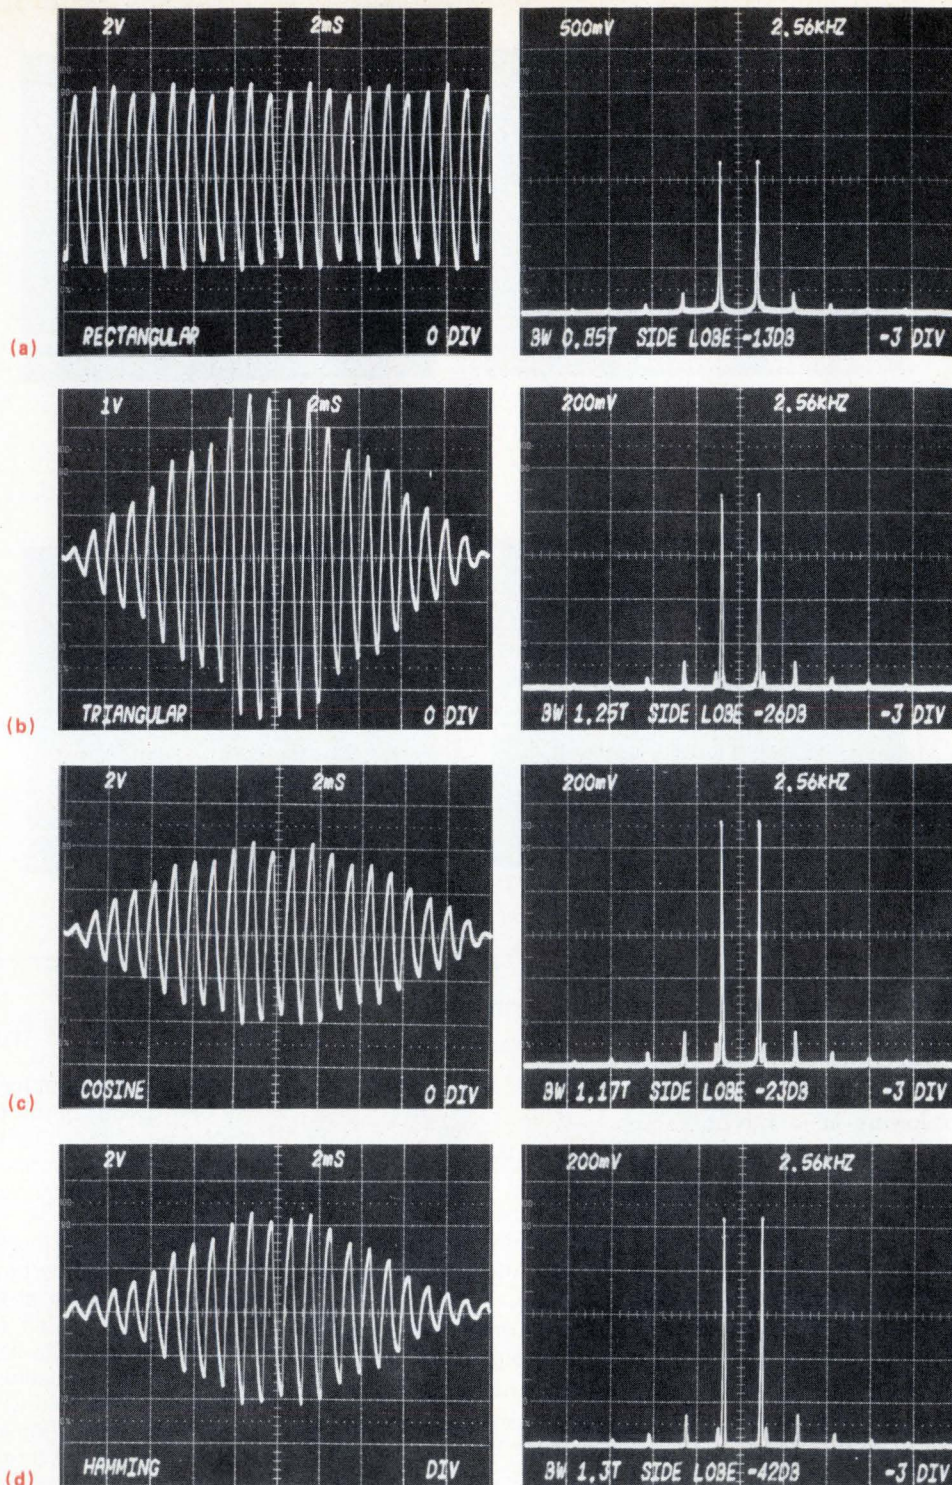 2V 2mS
500mV 2.56KHZ
RECTANGULAR 0 DIV
BW 0.85T SIDE LOBE -13DB -3 DIV
(a)
1V 2mS
200mV 2.56KHZ
TRIANGULAR 0 DIV
BW 1.25T SIDE LOBE -26DB -3 DIV
(b)
2V 2mS
200mV 2.56KHZ
COSINE 0 DIV
BW 1.17T SIDE LOBE -23DB -3 DIV
(c)
2V 2mS
200mV 2.56KHZ
HAMMING DIV
BW 1.3T SIDE LOBE -42DB -3 DIV
(d)